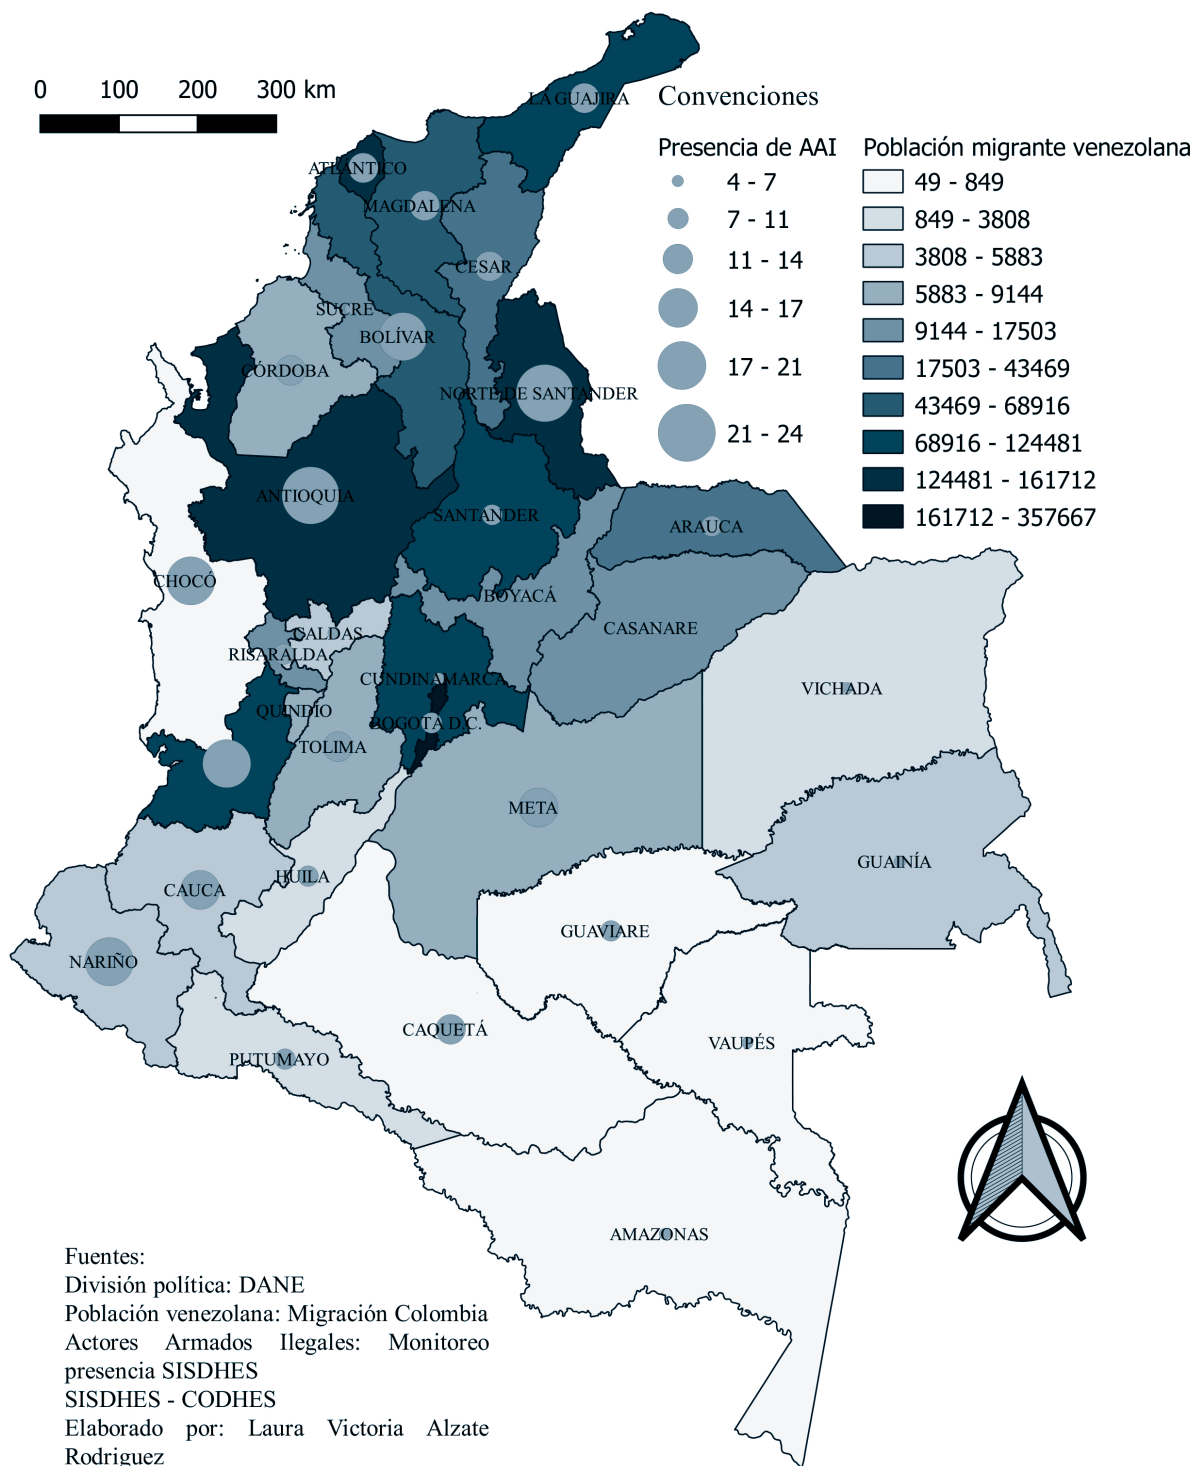 0 100 200 300 km
Convenciones
Presencia de AAI
4 - 7
7 - 11
11 - 14
14 - 17
17 - 21
21 - 24
Población migrante venezolana
49 - 849
849 - 3808
3808 - 5883
5883 - 9144
9144 - 17503
17503 - 43469
43469 - 68916
68916 - 124481
124481 - 161712
161712 - 357667
LA GUAJIRA
ATLÁNTICO
MAGDALENA
CESAR
SUCRE
BOLÍVAR
CÓRDOBA
NORTE DE SANTANDER
ANTIOQUIA
SANTANDER
ARAUCA
CHOCÓ
BOYACÁ
CASANARE
CALDAS
RISARALDA
CUNDINAMARCA
VICHADA
QUINDÍO
BOGOTÁ D.C.
TOLIMA
META
GUAINÍA
HUILA
CAUCA
GUAVIARE
NARIÑO
CAQUETÁ
VAUPÉS
PUTUMAYO
AMAZONAS
Fuentes:
División política: DANE
Población venezolana: Migración Colombia
Actores Armados Ilegales: Monitoreo
presencia SISDHES
SISDHES - CODHES
Elaborado por: Laura Victoria Alzate
Rodriguez